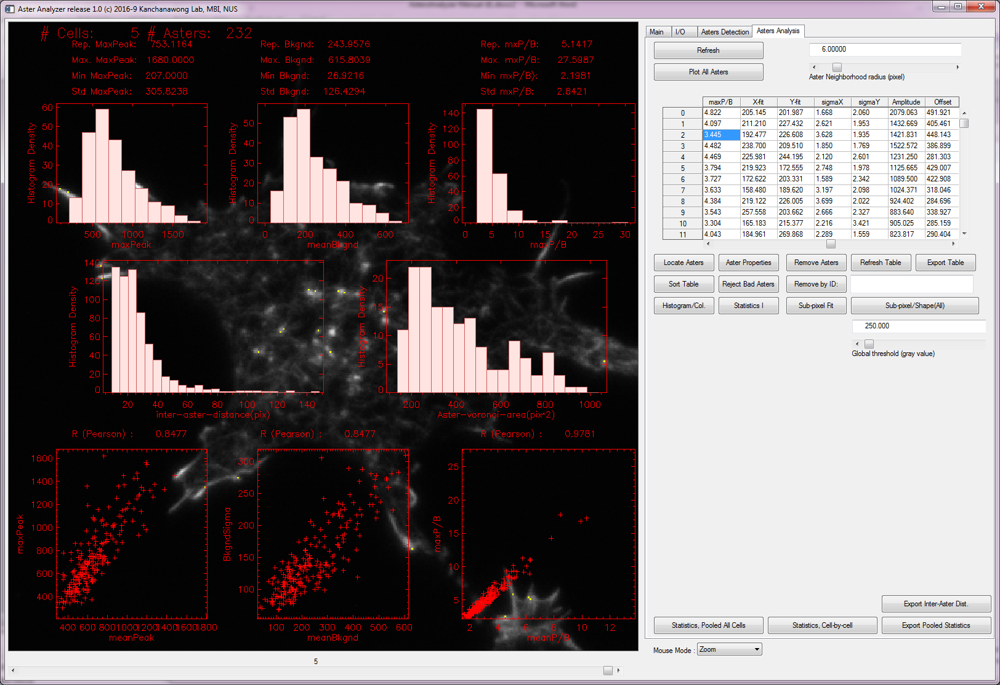 Aster Analyzer release 1.0 (c) 2016-9 Kanchanawong Lab, MBI, NUS
# Cells: 5 # Asters: 232
Rep. MaxPeak: 753.1164 Rep. Bkgnd: 243.9576 Rep. mxP/B: 5.1417
Max. MaxPeak: 1680.0000 Max. Bkgnd: 615.8039 Max. mxP/B: 27.5987
Min MaxPeak: 207.0000 Min Bkgnd: 26.9216 Min mxP/B): 2.1981
Std MaxPeak: 305.8238 Std Bkgnd: 126.4294 Std mxP/B: 2.8421
60
50
40
30
20
10
0
Histogram Density
500 1000 1500
maxPeak
50
40
30
20
10
0
Histogram Density
0 200 400 600
meanBkgnd
140
120
100
80
60
40
20
0
Histogram Density
0 5 10 15 20 25 30
maxP/B
140
120
100
80
60
40
20
0
Histogram Density
20 40 60 80 100 120 140
inter-aster-distance(pix)
20
15
10
5
0
Histogram Density
200 400 600 800 1000
Aster-varonoi-area(pix^2)
R (Pearson) : 0.8477 R (Pearson) : 0.8477 R (Pearson) : 0.9781
1600
1400
1200
1000
800
600
400
maxPeak
400 600 800 1000 1200 1400 1600 1800
meanPeak
300
250
200
150
100
BkgndSigma
100 200 300 400 500 600
meanBkgnd
25
20
15
10
5
maxP/B
2 4 6 8 10 12
meanP/B
5
Main I/O Asters Detection Asters Analysis
Refresh
Plot All Asters
6.00000
Aster Neighborhood radius (pixel)
maxP/B X-fit Y-fit sigmaX sigmaY Amplitude Offset
0 4.822 205.145 201.987 1.668 2.060 2079.063 491.921
1 4.097 211.210 227.432 2.621 1.953 1432.669 405.461
2 3.445 192.477 226.608 3.628 1.935 1421.831 448.143
3 4.482 238.700 209.510 1.850 1.769 1522.572 386.899
4 4.469 225.981 244.195 2.120 2.601 1231.250 281.303
5 3.794 219.923 172.555 2.748 1.978 1125.665 429.007
6 3.727 172.622 203.331 1.589 2.342 1089.500 422.908
7 3.633 158.480 189.620 3.197 2.098 1024.371 318.046
8 4.384 219.122 226.005 3.699 2.022 924.402 284.696
9 3.543 257.558 203.662 2.666 2.327 883.640 338.927
10 3.304 165.183 215.377 2.216 3.421 905.025 285.159
11 4.043 184.961 269.868 2.289 1.559 823.817 290.404
Locate Asters Aster Properties Remove Asters Refresh Table Export Table
Sort Table Reject Bad Asters Remove by ID:
Histogram/Col. Statistics I Sub-pixel Fit Sub-pixel/Shape(All)
250.000
Global threshold (gray value)
Export Inter-Aster Dist.
Statistics, Pooled All Cells Statistics, Cell-by-cell Export Pooled Statistics
Mouse Mode : Zoom